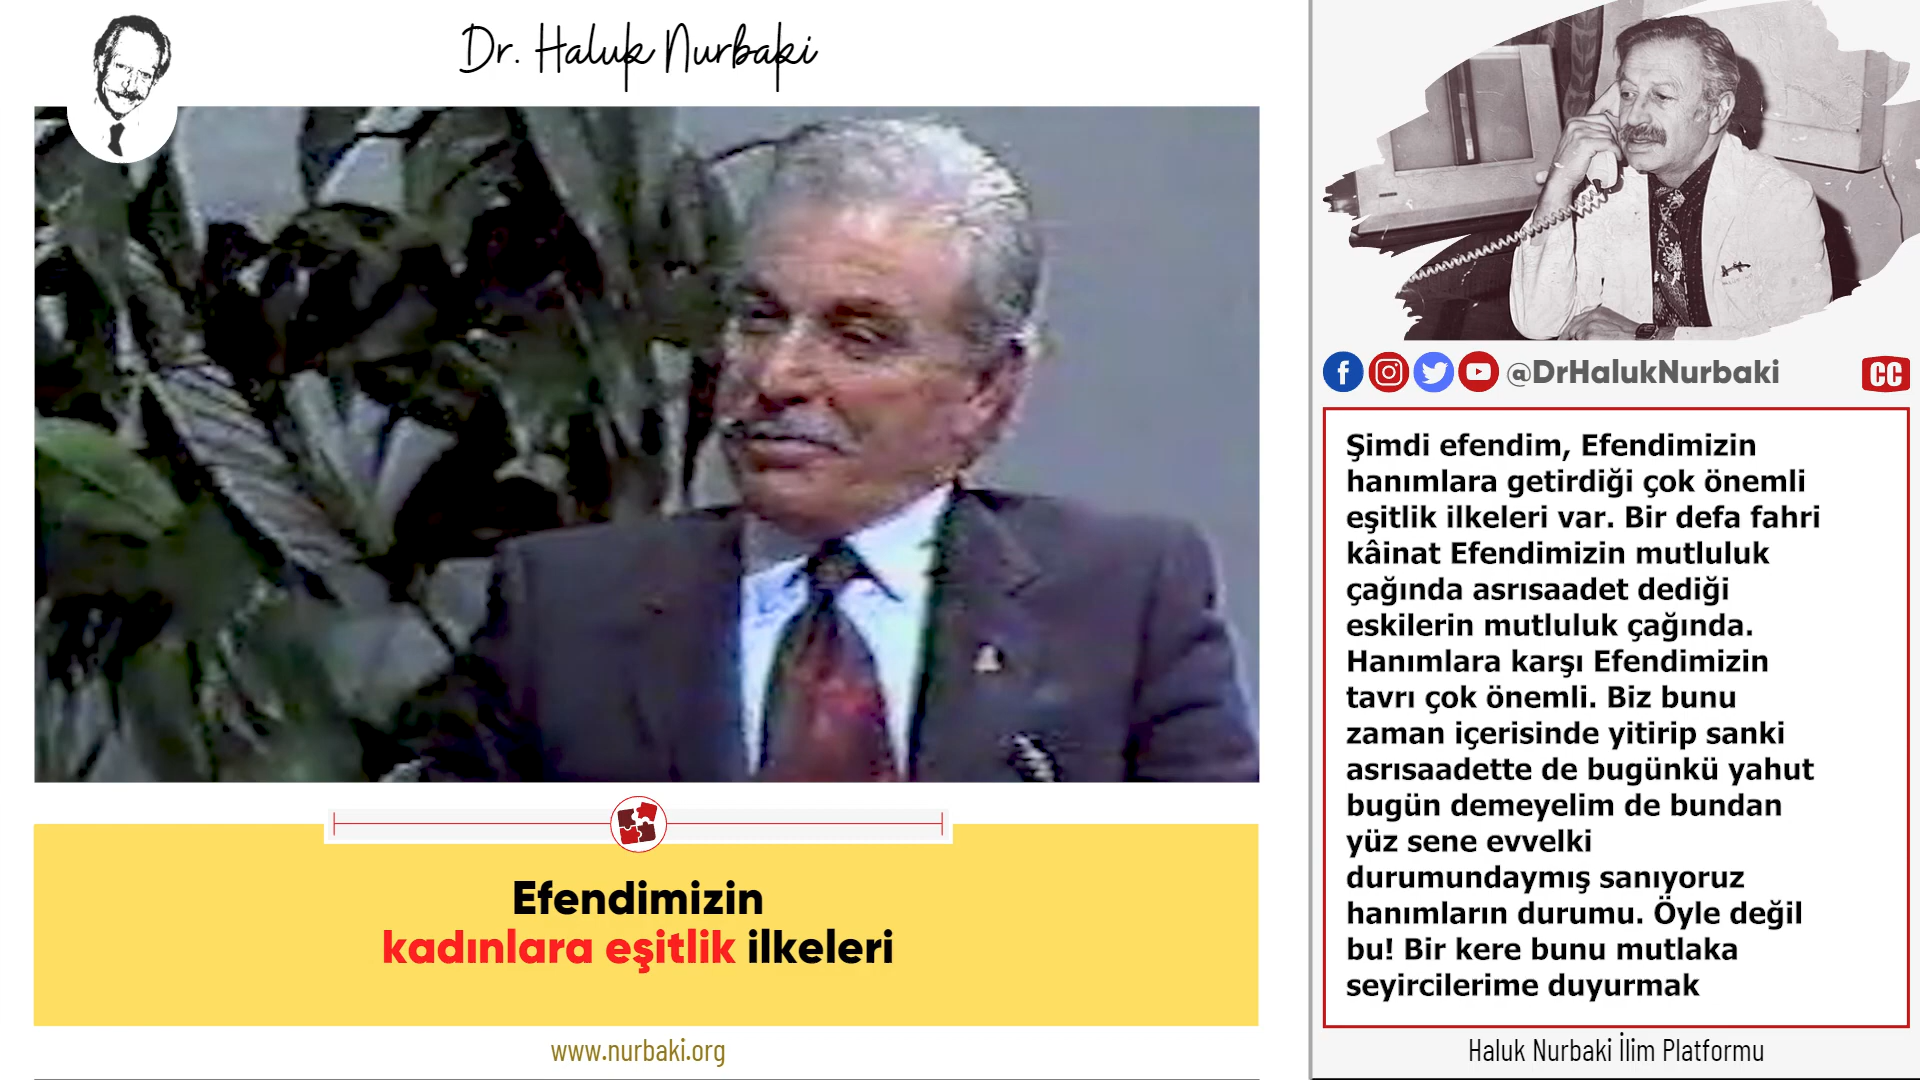 Dr. Haluk Nurbaki
Efendimizin
kadınlara eşitlik ilkeleri
www.nurbaki.org
@DrHalukNurbaki
CC
Şimdi efendim, Efendimizin
hanımlara getirdiği çok önemli
eşitlik ilkeleri var. Bir defa fahri
kâinat Efendimizin mutluluk
çağında asrısaadet dediği
eskilerin mutluluk çağında.
Hanımlara karşı Efendimizin
tavrı çok önemli. Biz bunu
zaman içerisinde yitirip sanki
asrısaadette de bugünkü yahut
bugün demeyelim de bundan
yüz sene evvelki
durumundaymış sanıyoruz
hanımların durumu. Öyle değil
bu! Bir kere bunu mutlaka
seyircilerime duyurmak
Haluk Nurbaki İlim Platformu